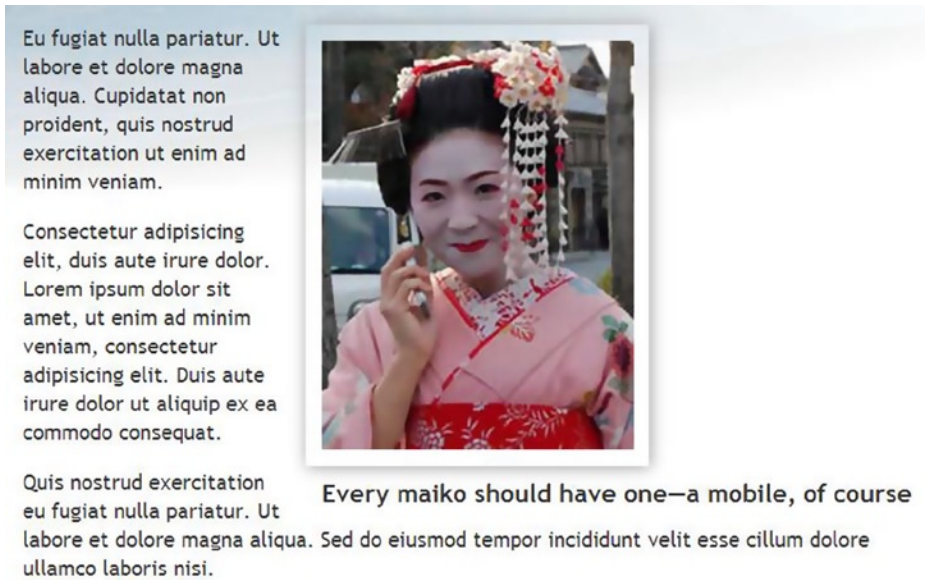 Eu fugiat nulla pariatur. Ut
labore et dolore magna
aliqua. Cupidatat non
proident, quis nostrud
exercitation ut enim ad
minim veniam.
Consectetur adipisicing
elit, duis aute irure dolor.
Lorem ipsum dolor sit
amet, ut enim ad minim
veniam, consectetur
adipisicing elit. Duis aute
irure dolor ut aliquip ex ea
commodo consequat.
Quis nostrud exercitation
eu fugiat nulla pariatur. Ut
labore et dolore magna aliqua. Sed do eiusmod tempor incididunt velit esse cillum dolore
ullamco laboris nisi.
Every maiko should have one—a mobile, of course